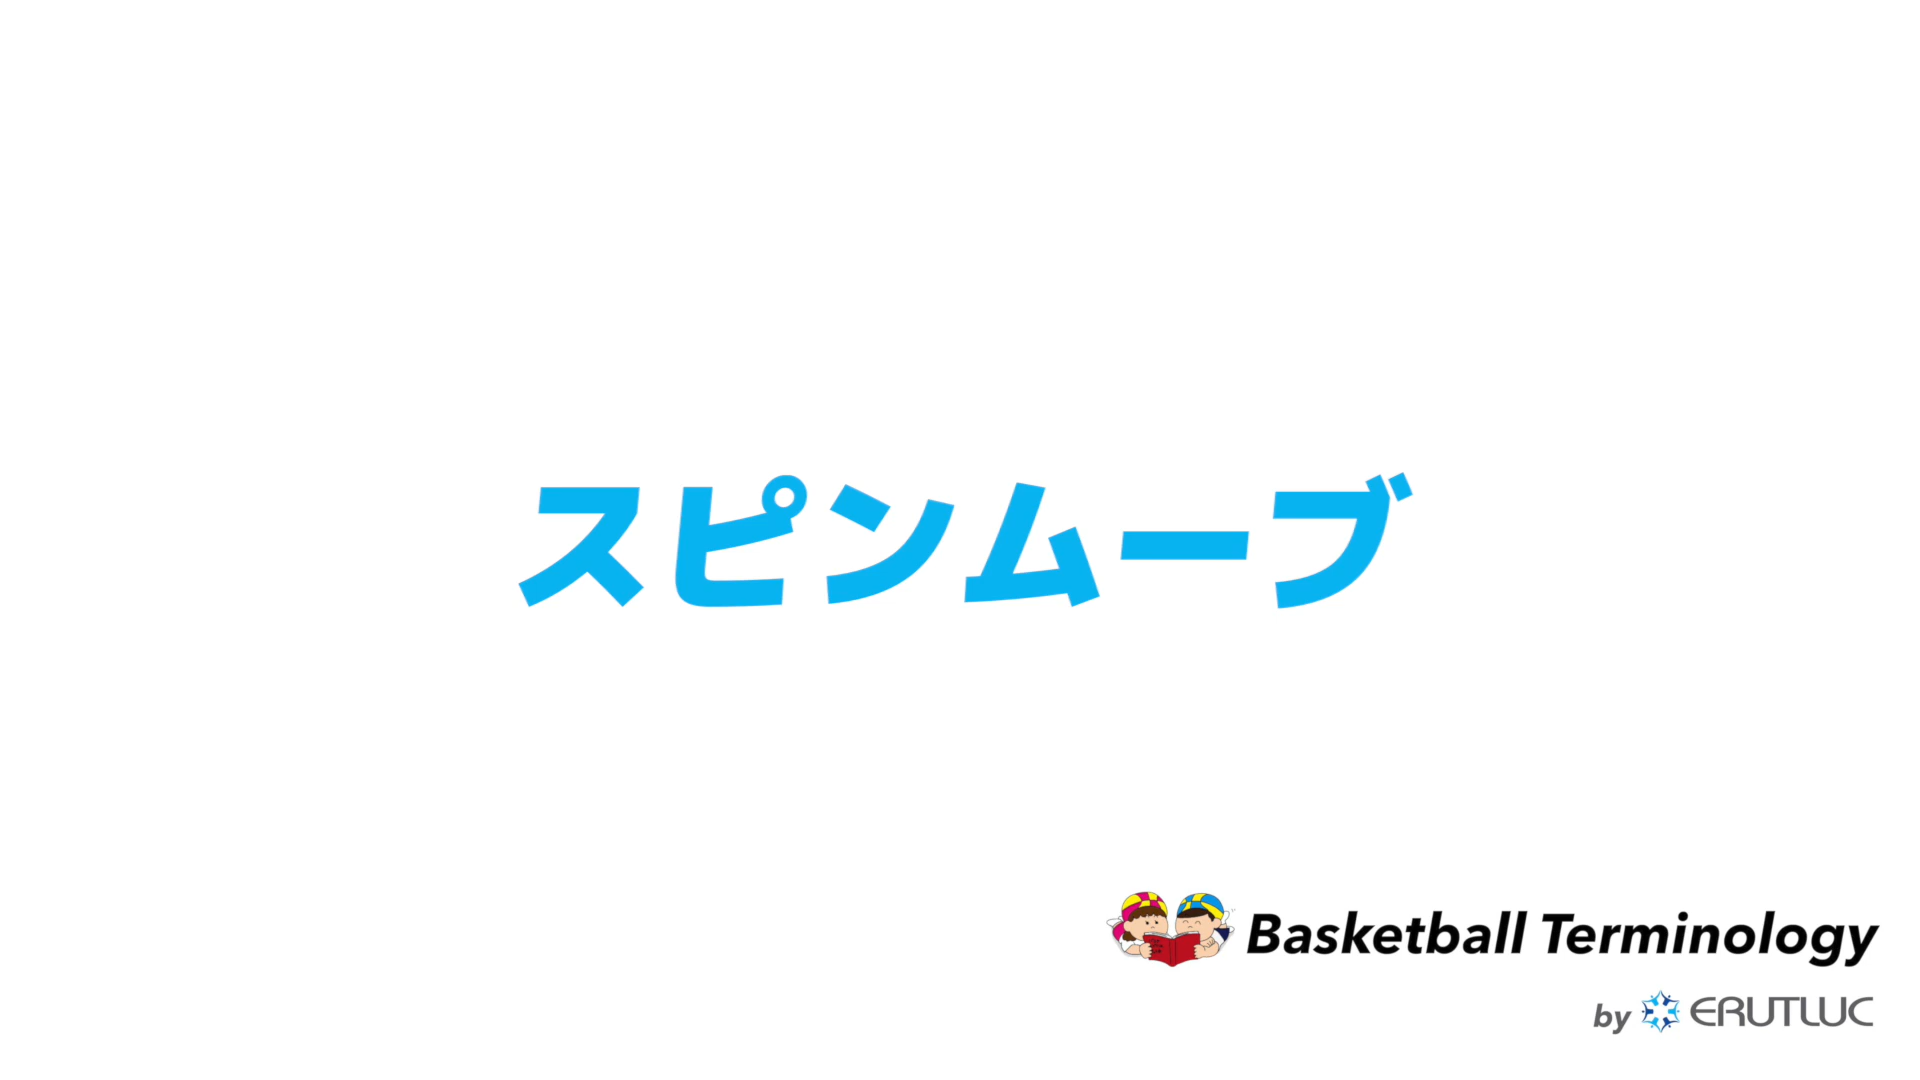 スピンムーブ
Basketball Terminology
by ERUTLUC